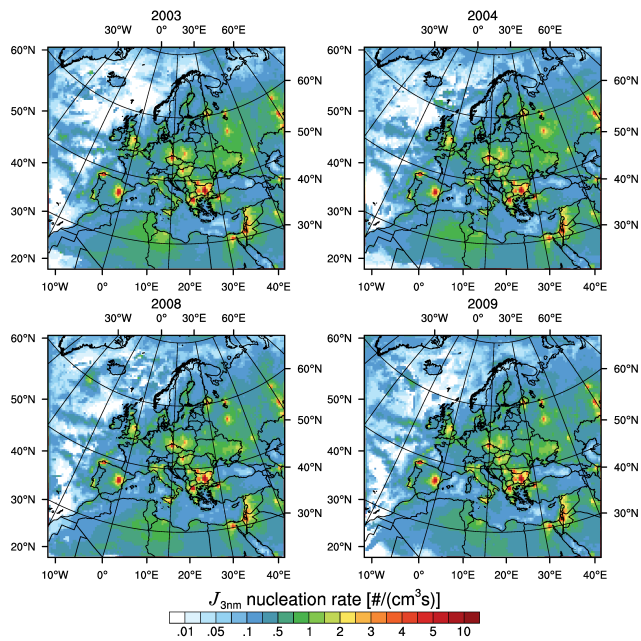 2003 2004
30°W 0° 30°E 60°E 30°W 0° 30°E 60°E
60°N 60°N
60°N 60°N
50°N 50°N
50°N 50°N
40°N 40°N
40°N 40°N
30°N 30°N
30°N 30°N
20°N 20°N
10°W 0° 10°E 20°E 30°E 40°E 10°W 0° 10°E 20°E 30°E 40°E
2008 2009
30°W 0° 30°E 60°E 30°W 0° 30°E 60°E
60°N 60°N
60°N 60°N
50°N 50°N
50°N 50°N
40°N 40°N
40°N 40°N
30°N 30°N
30°N 30°N
20°N 20°N
10°W 0° 10°E 20°E 30°E 40°E 10°W 0° 10°E 20°E 30°E 40°E
J3nm nucleation rate [#/(cm³s)]
.01 .05 .1 .5 1 2 3 4 5 10